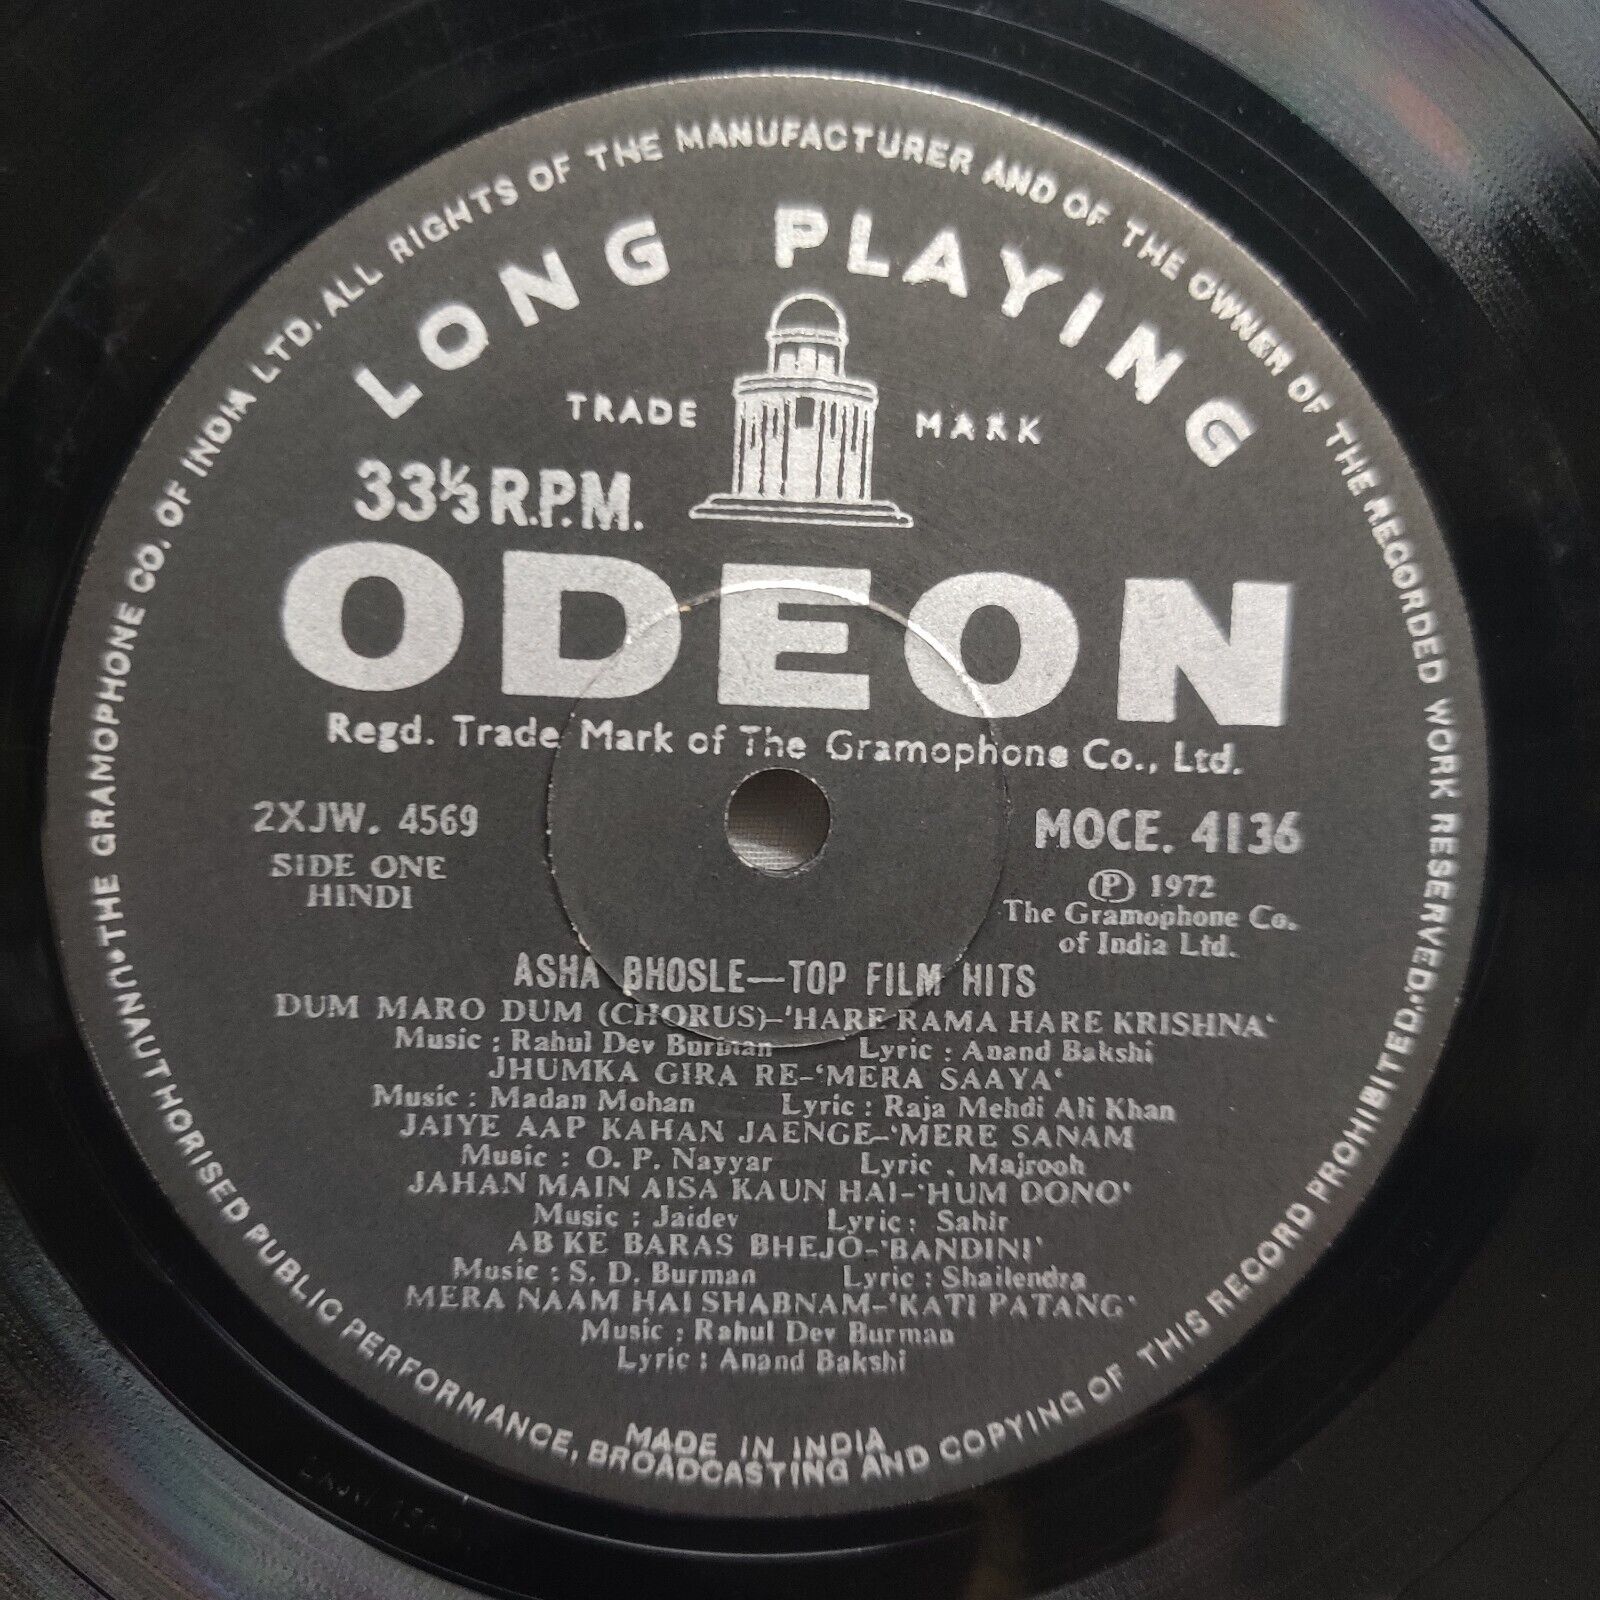 THE GRAMOPHONE CO. OF INDIA LTD. ALL RIGHTS OF THE MANUFACTURER AND OF THE OWNER OF THE RECORDED WORK RESERVED.
UNAUTHORISED PUBLIC PERFORMANCE, BROADCASTING AND COPYING OF THIS RECORD PROHIBITED.
LONG PLAYING
TRADE MARK
33⅓ R.P.M.
ODEON
Regd. Trade Mark of The Gramophone Co., Ltd.
2XJW. 4569
SIDE ONE
HINDI
MOCE. 4136
Ⓟ 1972
The Gramophone Co.
of India Ltd.
ASHA BHOSLE—TOP FILM HITS
DUM MARO DUM (CHORUS)-'HARE RAMA HARE KRISHNA'
Music : Rahul Dev Burman Lyric : Anand Bakshi
JHUMKA GIRA RE-'MERA SAAYA'
Music : Madan Mohan Lyric : Raja Mehdi Ali Khan
JAIYE AAP KAHAN JAENGE-'MERE SANAM
Music : O. P. Nayyar Lyric . Majrooh
JAHAN MAIN AISA KAUN HAI-'HUM DONO'
Music : Jaidev Lyric : Sahir
AB KE BARAS BHEJO-'BANDINI'
Music : S. D. Burman Lyric : Shailendra
MERA NAAM HAI SHABNAM-'KATI PATANG'
Music : Rahul Dev Burman
Lyric : Anand Bakshi
MADE IN INDIA